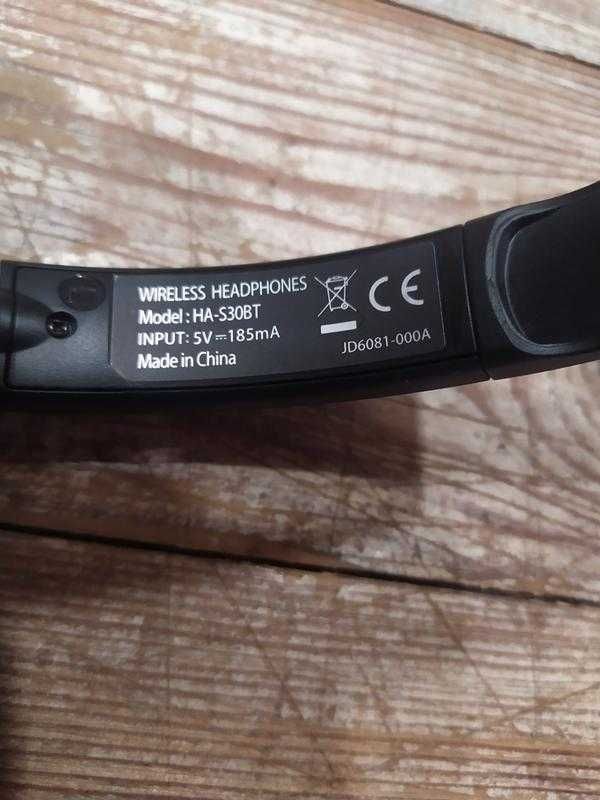 WIRELESS HEADPHONES
Model : HA-S30BT
INPUT: 5V⎓185mA
Made in China
CE
JD6081-000A